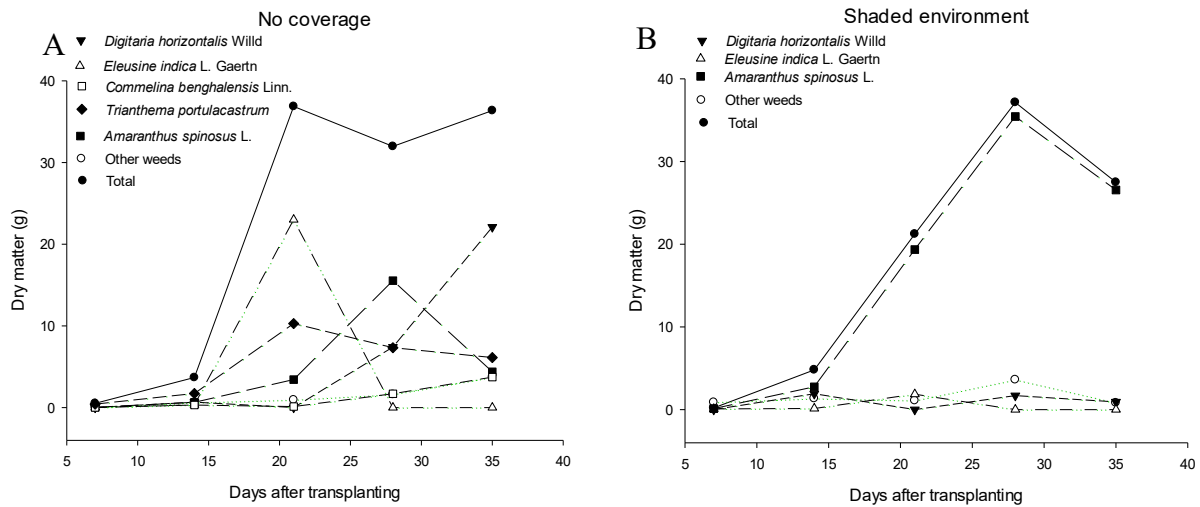 No coverage
A
Digitaria horizontalis Willd
Eleusine indica L. Gaertn
Commelina benghalensis Linn.
Trianthema portulacastrum
Amaranthus spinosus L.
Other weeds
Total
40
30
20
10
0
Dry matter (g)
5 10 15 20 25 30 35 40
Days after transplanting
Shaded environment
B
Digitaria horizontalis Willd
Eleusine indica L. Gaertn
Amaranthus spinosus L.
Other weeds
Total
40
30
20
10
0
Dry matter (g)
5 10 15 20 25 30 35 40
Days after transplanting